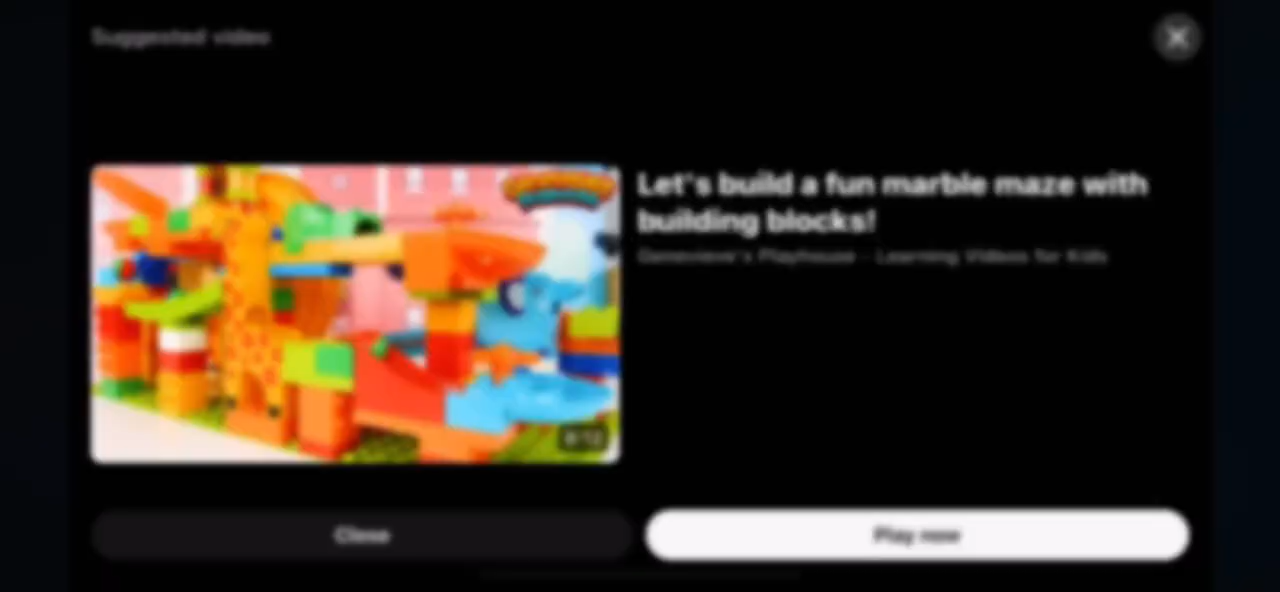 Suggested video
Let's build a fun marble maze with
building blocks!
Genevieve's Playhouse - Learning Videos for Kids
Close
Play now